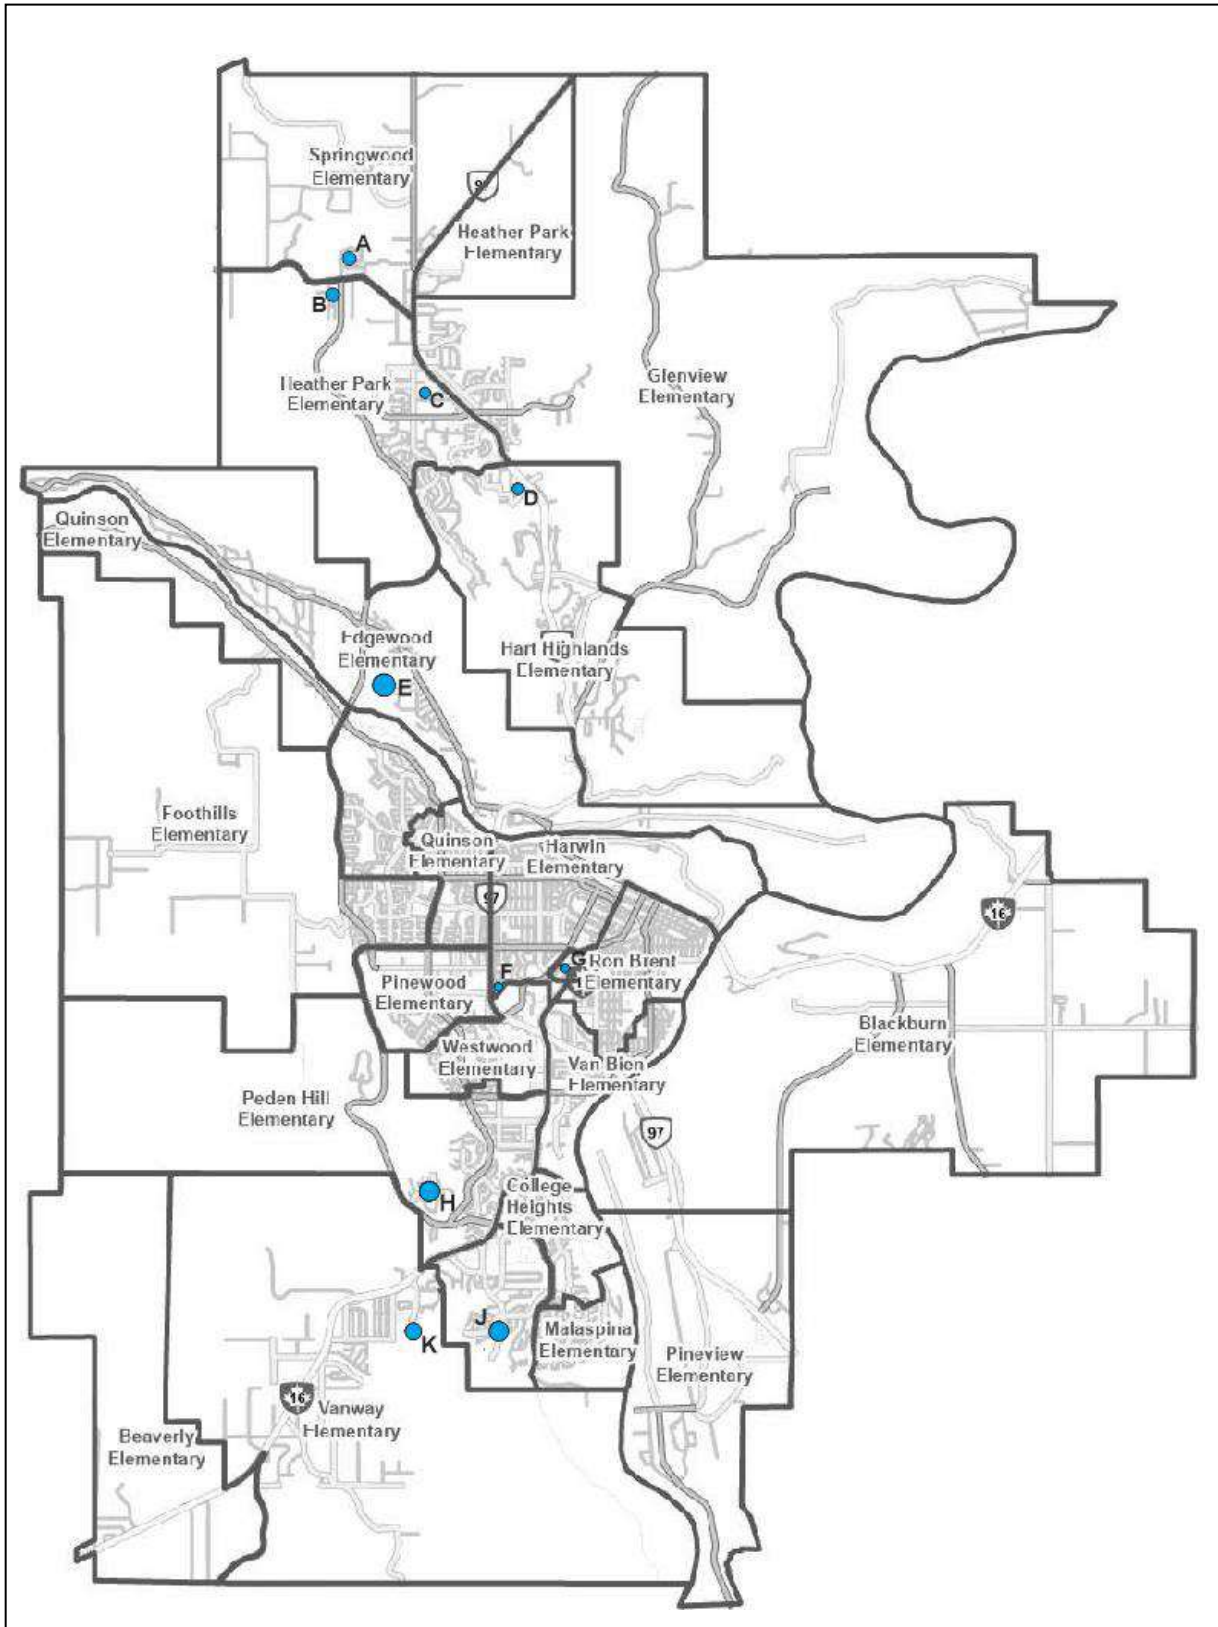 Springwood
Elementary
9
Heather Park
Elementary
A
B
Heather Park
Elementary
C
Glenview
Elementary
D
Quinson
Elementary
Edgewood
Elementary
E
Hart Highlands
Elementary
Foothills
Elementary
Quinson
Elementary
Harwin
Elementary
97
16
F
G
Ron Brent
Elementary
1
Pinewood
Elementary
Westwood
Elementary
Van Bien
Elementary
Blackburn
Elementary
Peden Hill
Elementary
97
H
College
Heights
Elementary
J
K
Malaspina
Elementary
Pineview
Elementary
16
Vanway
Elementary
Beaverly
Elementary